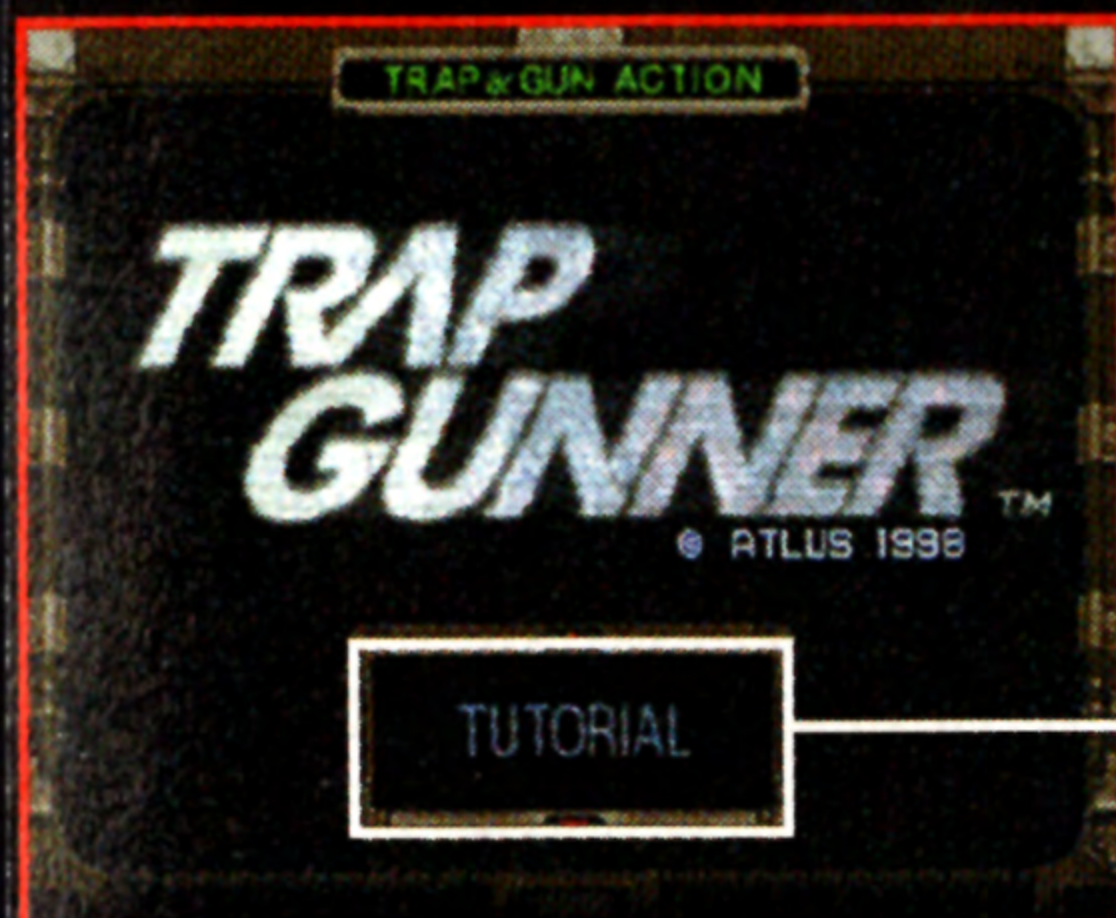 TRAP & GUN ACTION
TRAP
GUNNER
TM
© ATLUS 1998
TUTORIAL